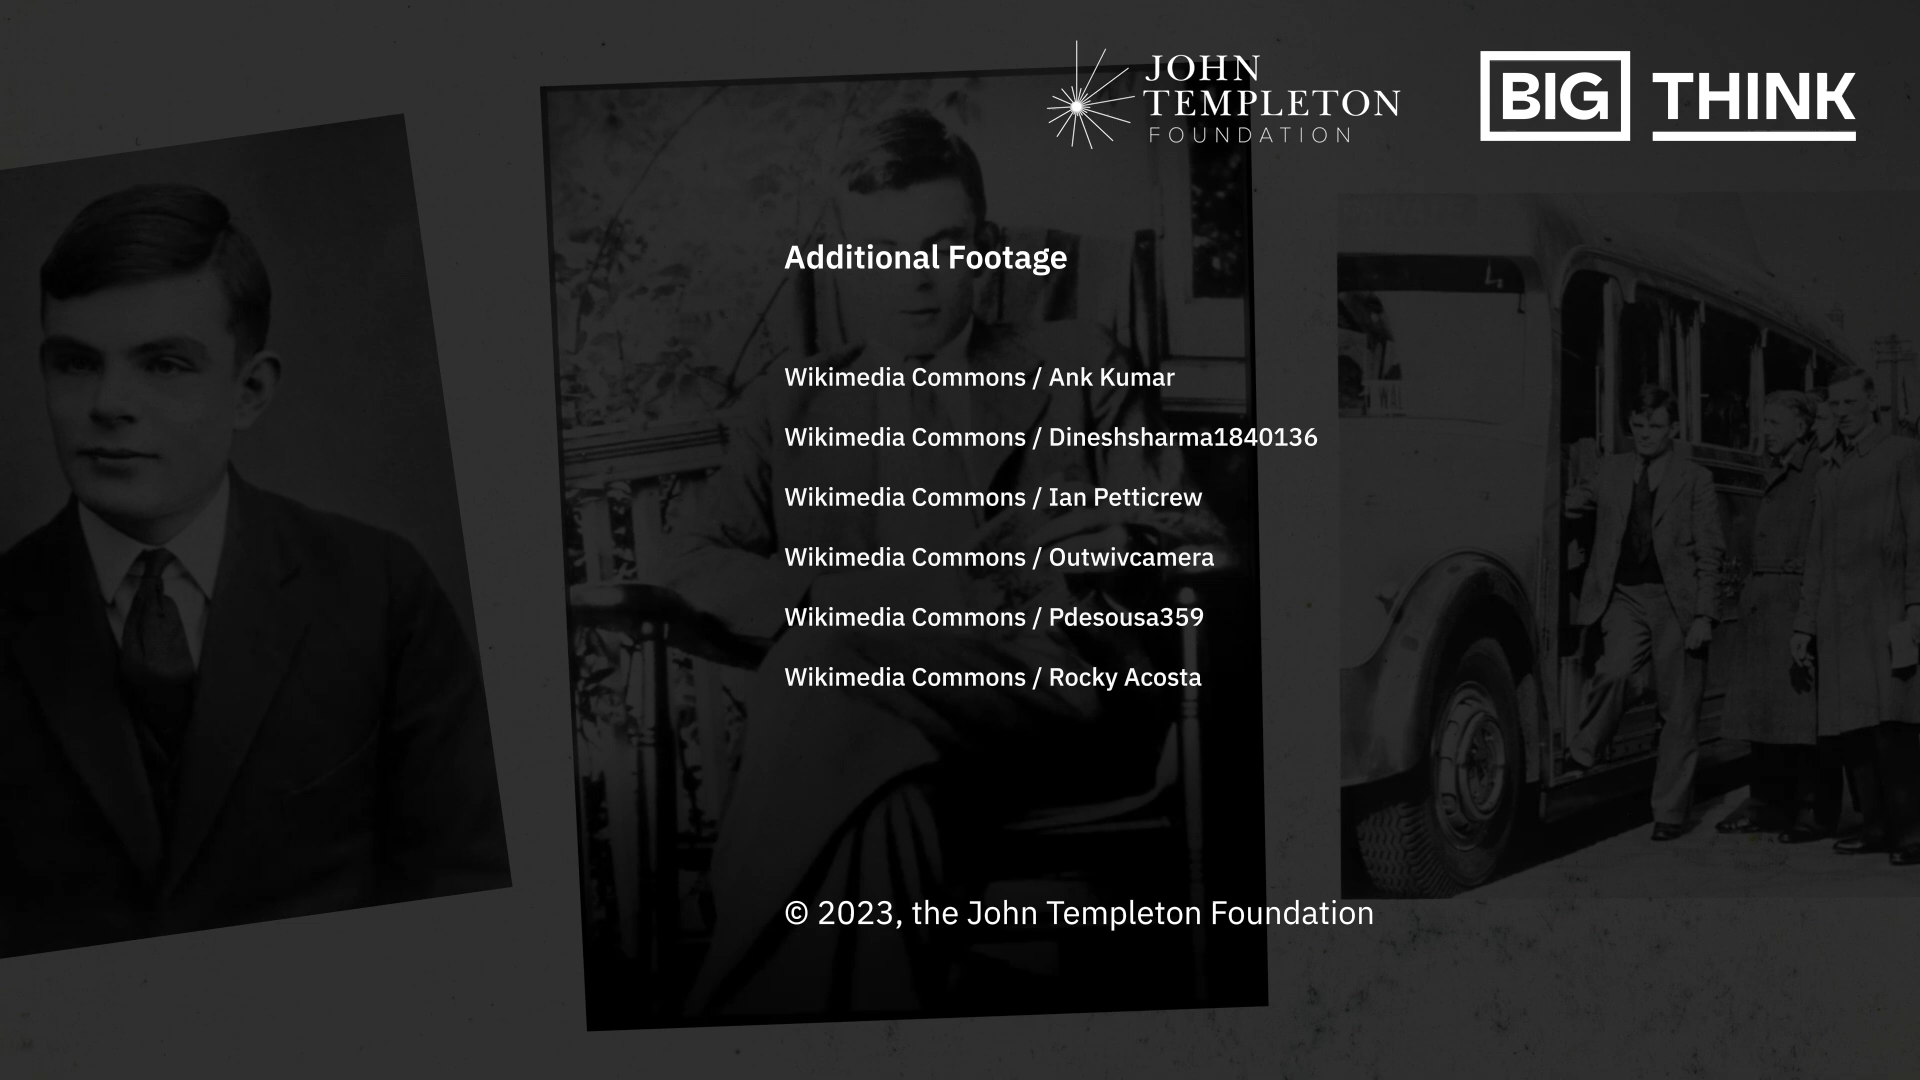 JOHN
TEMPLETON
FOUNDATION
BIG THINK
Additional Footage
Wikimedia Commons / Ank Kumar
Wikimedia Commons / Dineshsharma1840136
Wikimedia Commons / Ian Petticrew
Wikimedia Commons / Outwivcamera
Wikimedia Commons / Pdesousa359
Wikimedia Commons / Rocky Acosta
© 2023, the John Templeton Foundation